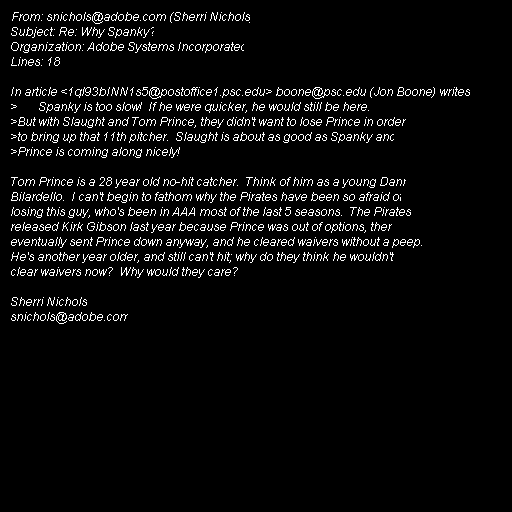 From: snichols@adobe.com (Sherri Nichols)
Subject: Re: Why Spanky?
Organization: Adobe Systems Incorporated
Lines: 18

In article <1ql93bINN1s5@postoffice1.psc.edu> boone@psc.edu (Jon Boone) writes
>      Spanky is too slow!  If he were quicker, he would still be here.
>But with Slaught and Tom Prince, they didn't want to lose Prince in order
>to bring up that 11th pitcher.  Slaught is about as good as Spanky and
>Prince is coming along nicely!

Tom Prince is a 28 year old no-hit catcher.  Think of him as a young Dann
Bilardello.  I can't begin to fathom why the Pirates have been so afraid of
losing this guy, who's been in AAA most of the last 5 seasons.  The Pirates
released Kirk Gibson last year because Prince was out of options, then
eventually sent Prince down anyway, and he cleared waivers without a peep.
He's another year older, and still can't hit; why do they think he wouldn't
clear waivers now?  Why would they care?

Sherri Nichols
snichols@adobe.com